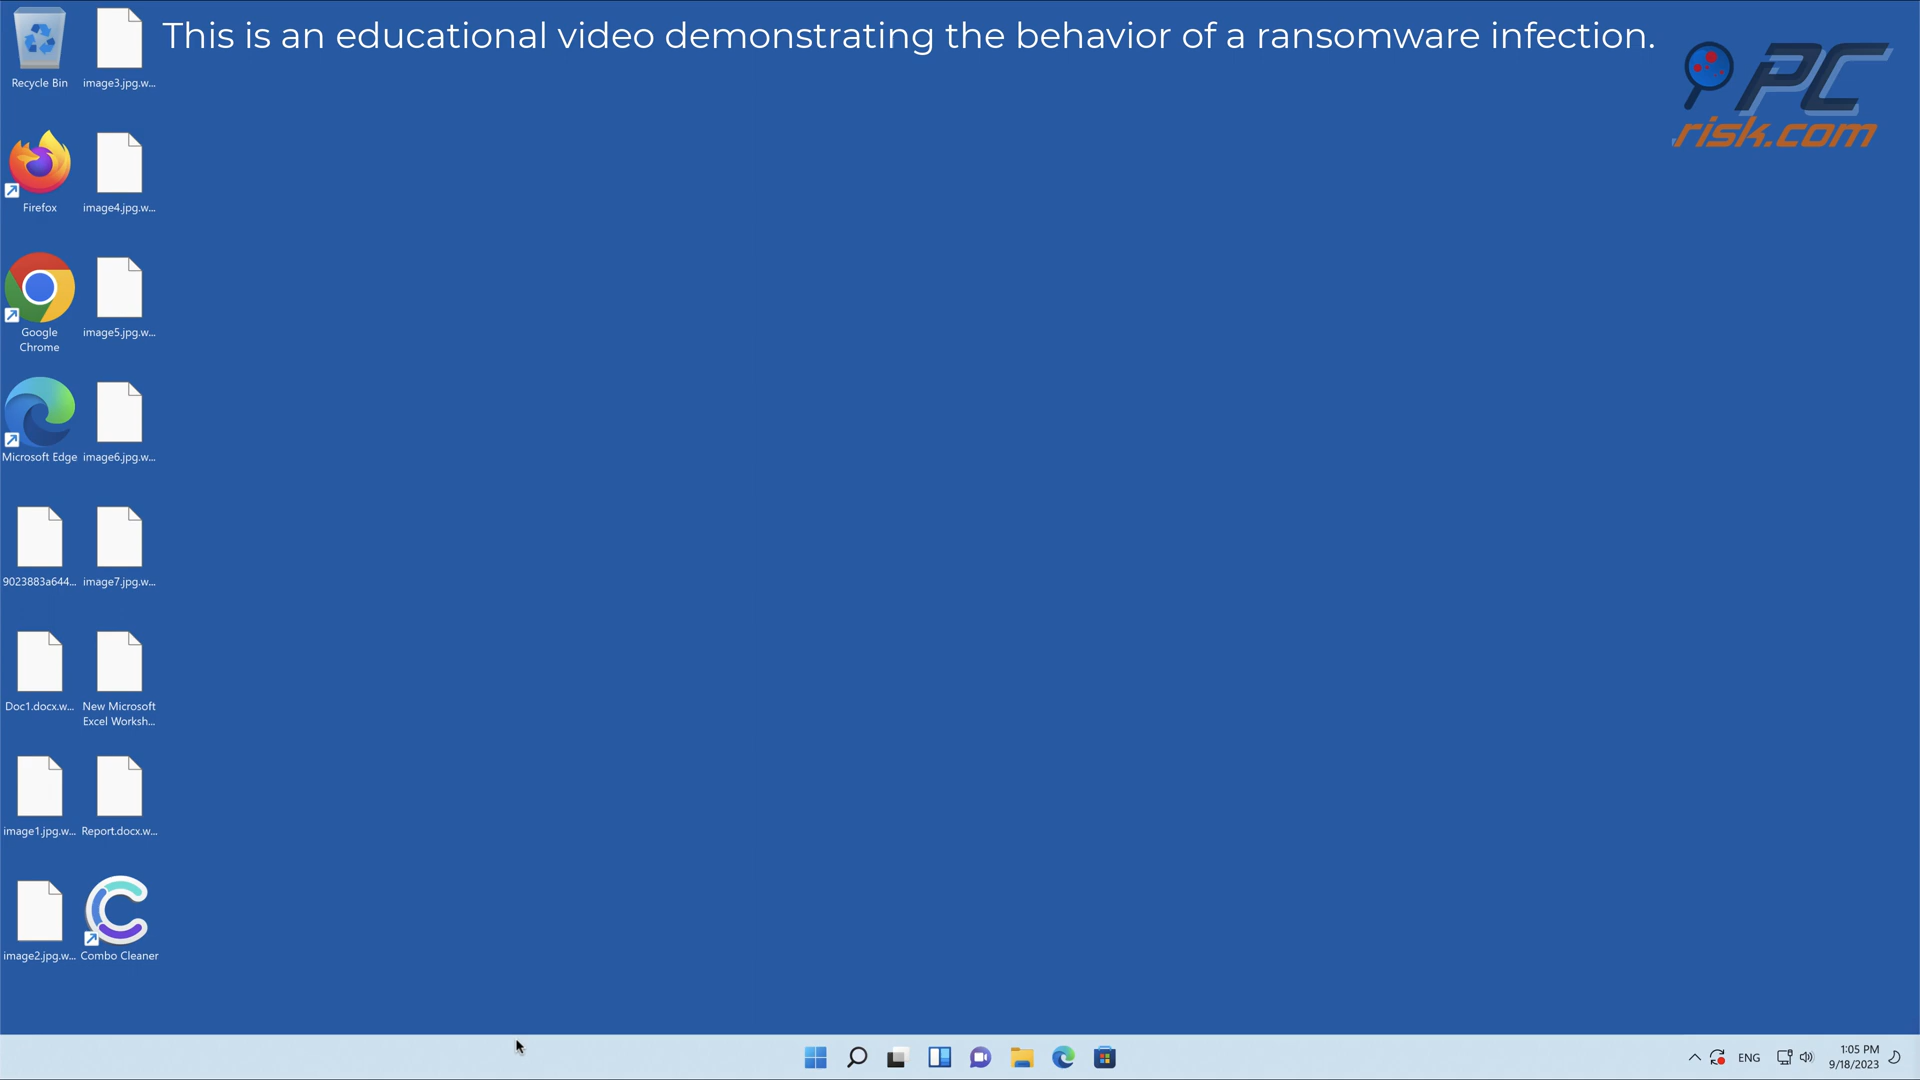 This is an educational video demonstrating the behavior of a ransomware infection.
PC
risk.com
Recycle Bin
image3.jpg.w...
Firefox
image4.jpg.w...
Google
Chrome
image5.jpg.w...
Microsoft Edge
image6.jpg.w...
9023883a644...
image7.jpg.w...
Doc1.docx.w...
New Microsoft
Excel Worksh...
image1.jpg.w...
Report.docx.w...
image2.jpg.w...
Combo Cleaner
ENG
1:05 PM
9/18/2023